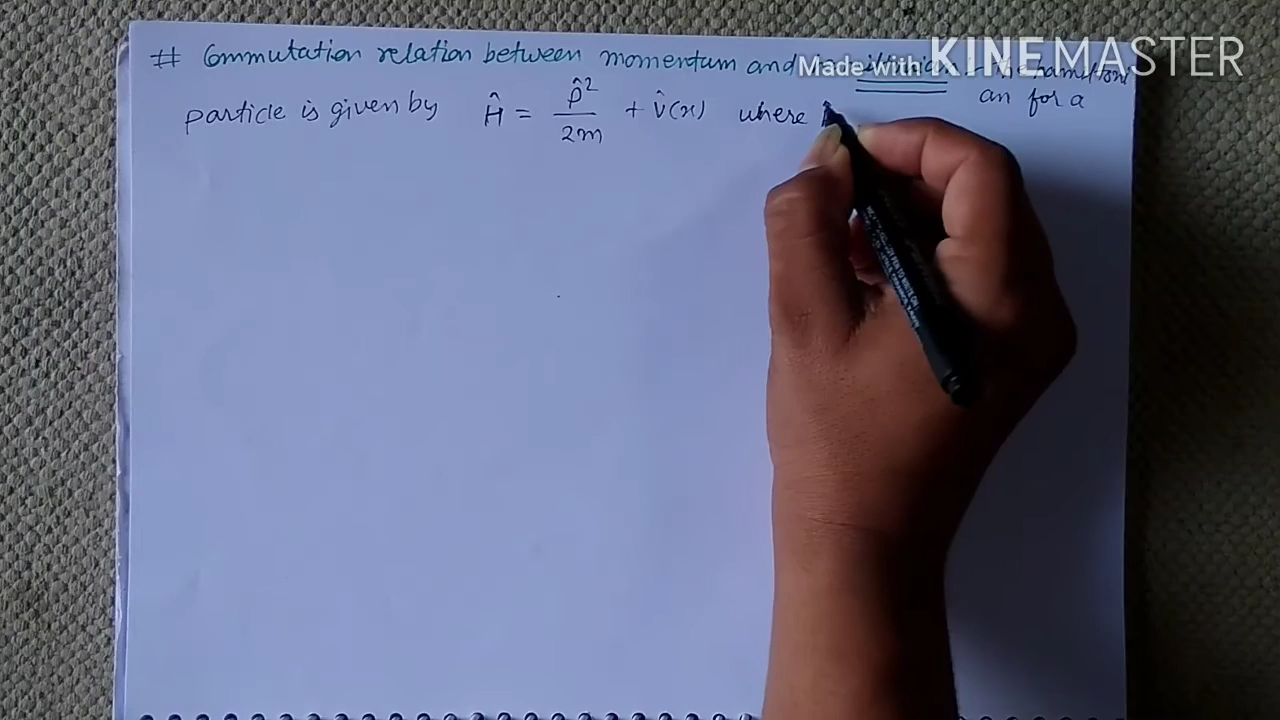 # Commutation relation between momentum and
Made with KINEMASTER
an for a
particle is given by Ĥ = P̂²/2m + V̂(x) where